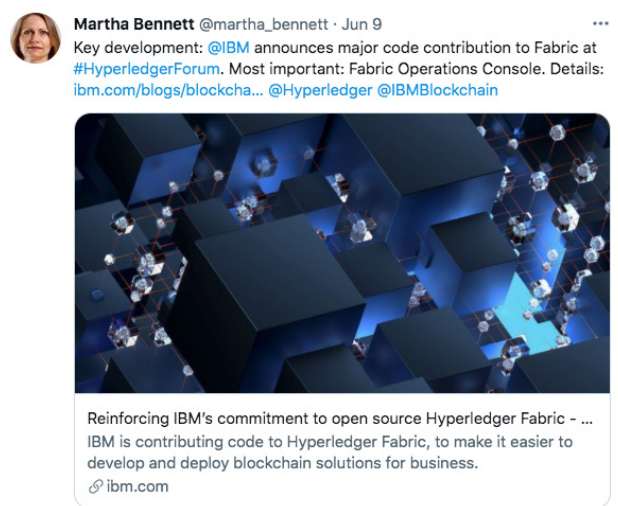 Martha Bennett @martha_bennett · Jun 9
Key development: @IBM announces major code contribution to Fabric at
#HyperledgerForum. Most important: Fabric Operations Console. Details:
ibm.com/blogs/blockcha... @Hyperledger @IBMBlockchain
Reinforcing IBM's commitment to open source Hyperledger Fabric - ...
IBM is contributing code to Hyperledger Fabric, to make it easier to
develop and deploy blockchain solutions for business.
ibm.com